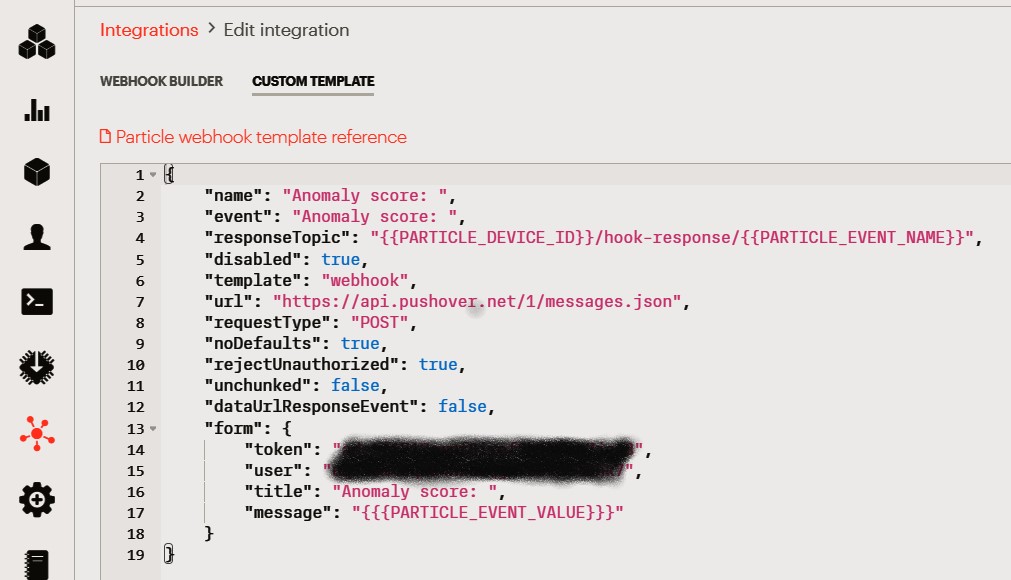 Integrations > Edit integration
WEBHOOK BUILDER CUSTOM TEMPLATE
Particle webhook template reference
1 {
2 "name": "Anomaly score: ",
3 "event": "Anomaly score: ",
4 "responseTopic": "{{PARTICLE_DEVICE_ID}}/hook-response/{{PARTICLE_EVENT_NAME}}",
5 "disabled": true,
6 "template": "webhook",
7 "url": "https://api.pushover.net/1/messages.json",
8 "requestType": "POST",
9 "noDefaults": true,
10 "rejectUnauthorized": true,
11 "unchunked": false,
12 "dataUrlResponseEvent": false,
13 "form": {
14 "token": "",
15 "user": "",
16 "title": "Anomaly score: ",
17 "message": "{{{PARTICLE_EVENT_VALUE}}}"
18 }
19 }